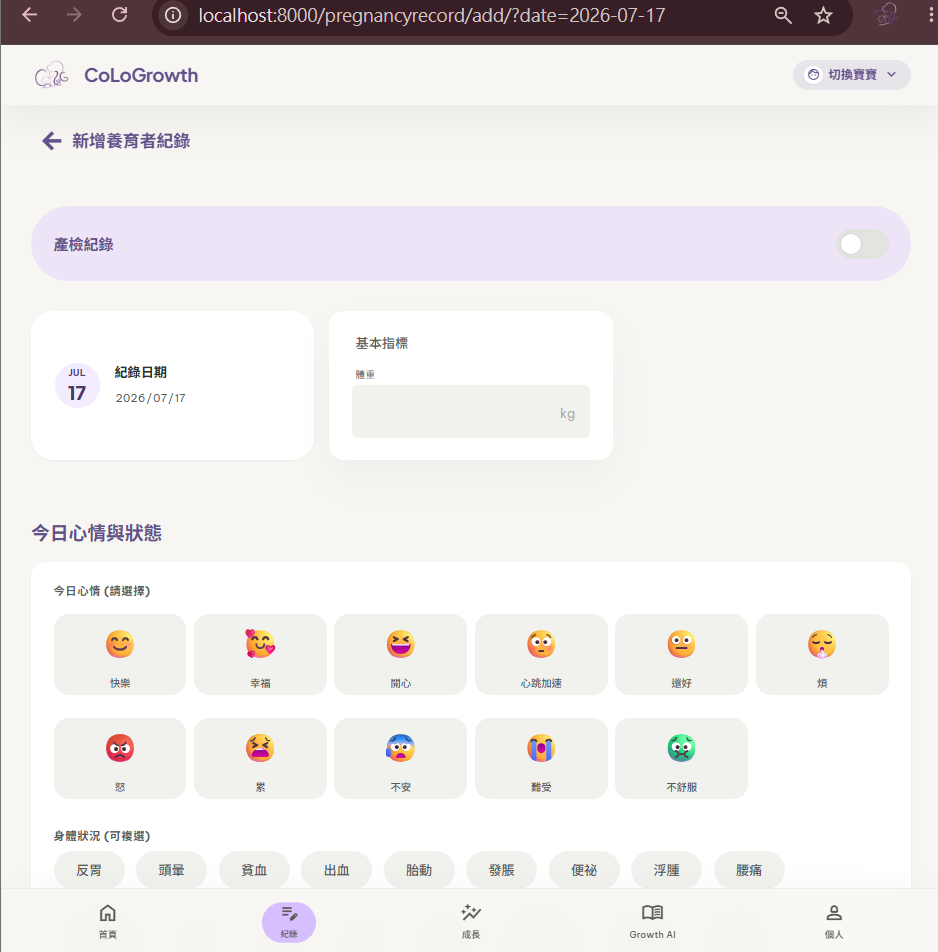 localhost:8000/pregnancyrecord/add/?date=2026-07-17
CoLoGrowth
切換寶寶
新增養育者紀錄
產檢紀錄
JUL
17
紀錄日期
2026/07/17
基本指標
體重
kg
今日心情與狀態
今日心情 (請選擇)
快樂 幸福 開心 心跳加速 還好 煩
怒 累 不安 難受 不舒服
身體狀況 (可複選)
反胃 頭暈 貧血 出血 胎動 發脹 便祕 浮腫 腰痛
首頁 紀錄 成長 Growth AI 個人